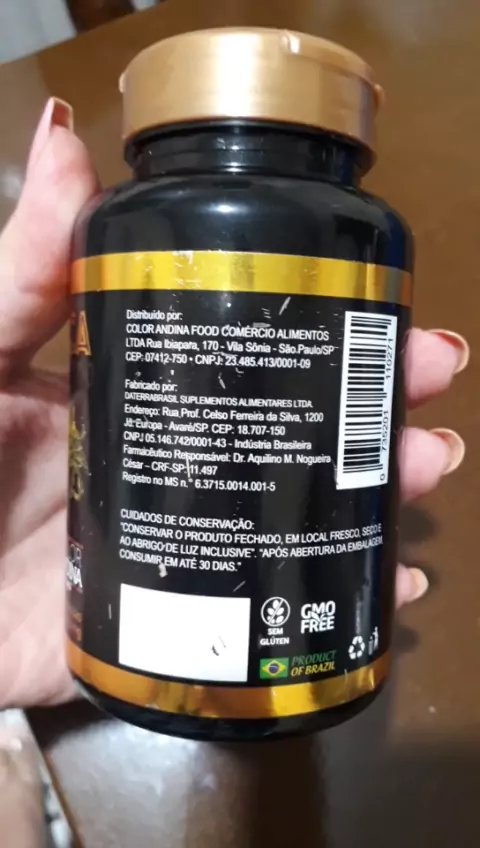 Distribuído por:
COLOR ANDINA FOOD COMÉRCIO ALIMENTOS
LTDA Rua Ibiapara, 170 - Vila Sônia - São.Paulo/SP
CEP: 07412-750 • CNPJ: 23.485.413/0001-09
Fabricado por:
DATERRABRASIL SUPLEMENTOS ALIMENTARES LTDA.
Endereço: Rua Prof. Celso Ferreira da Silva, 1200
Jd. Europa - Avaré/SP, CEP: 18.707-150
CNPJ 05.146.742/0001-43 - Indústria Brasileira
Farmacêutico Responsável: Dr. Aquilino M. Nogueira
César – CRF-SP: 11.497
Registro no MS n.° 6.3715.0014.001-5
CUIDADOS DE CONSERVAÇÃO:
"CONSERVAR O PRODUTO FECHADO, EM LOCAL FRESCO, SECO E
AO ABRIGO DE LUZ INCLUSIVE". "APÓS ABERTURA DA EMBALAGEM,
CONSUMIR EM ATÉ 30 DIAS."
SEM
GLÚTEN
GMO
FREE
PRODUCT
OF BRAZIL
0 735201 110271